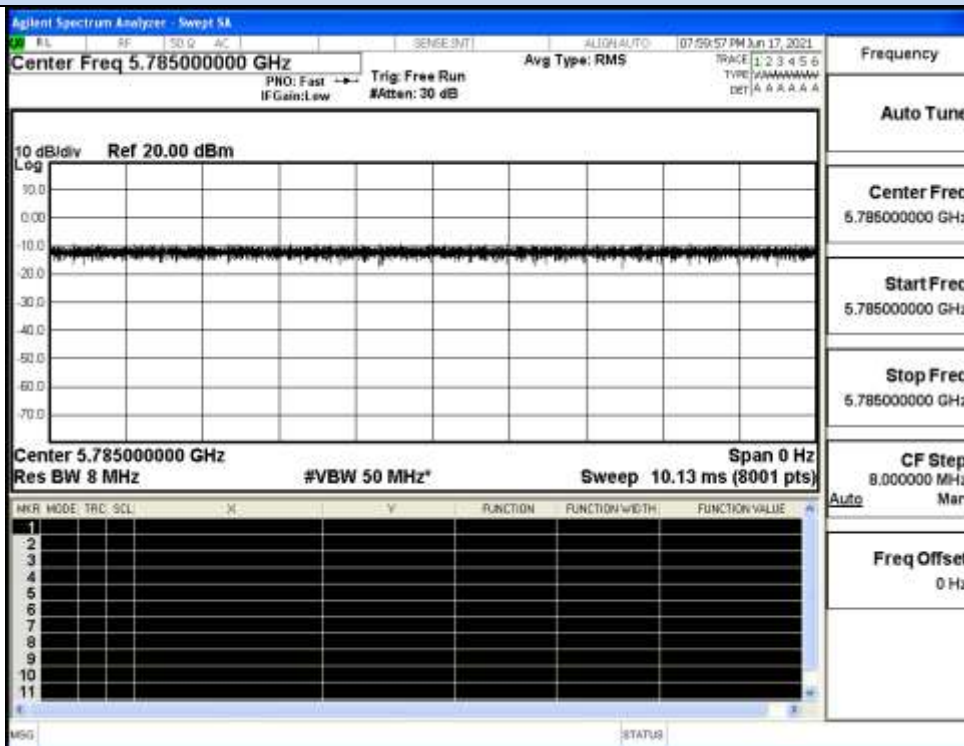 Agilent Spectrum Analyzer - Swept SA
RL RF 50 Ω AC SENSE:INT ALIGN AUTO 07:59:57 PM Jun 17, 2021
Center Freq 5.785000000 GHz
PNO: Fast
IFGain:Low
Trig: Free Run
#Atten: 30 dB
Avg Type: RMS
TRACE 1 2 3 4 5 6
TYPE
DET A A A A A A
10 dB/div Ref 20.00 dBm
Log
10.0
0.00
-10.0
-20.0
-30.0
-40.0
-50.0
-60.0
-70.0
Center 5.785000000 GHz Span 0 Hz
Res BW 8 MHz #VBW 50 MHz* Sweep 10.13 ms (8001 pts)
MKR MODE TRC SCL X Y FUNCTION FUNCTION WIDTH FUNCTION VALUE
1
2
3
4
5
6
7
8
9
10
11
MSG STATUS
Frequency
Auto Tune
Center Freq
5.785000000 GHz
Start Freq
5.785000000 GHz
Stop Freq
5.785000000 GHz
CF Step
8.000000 MHz
Auto Man
Freq Offset
0 Hz